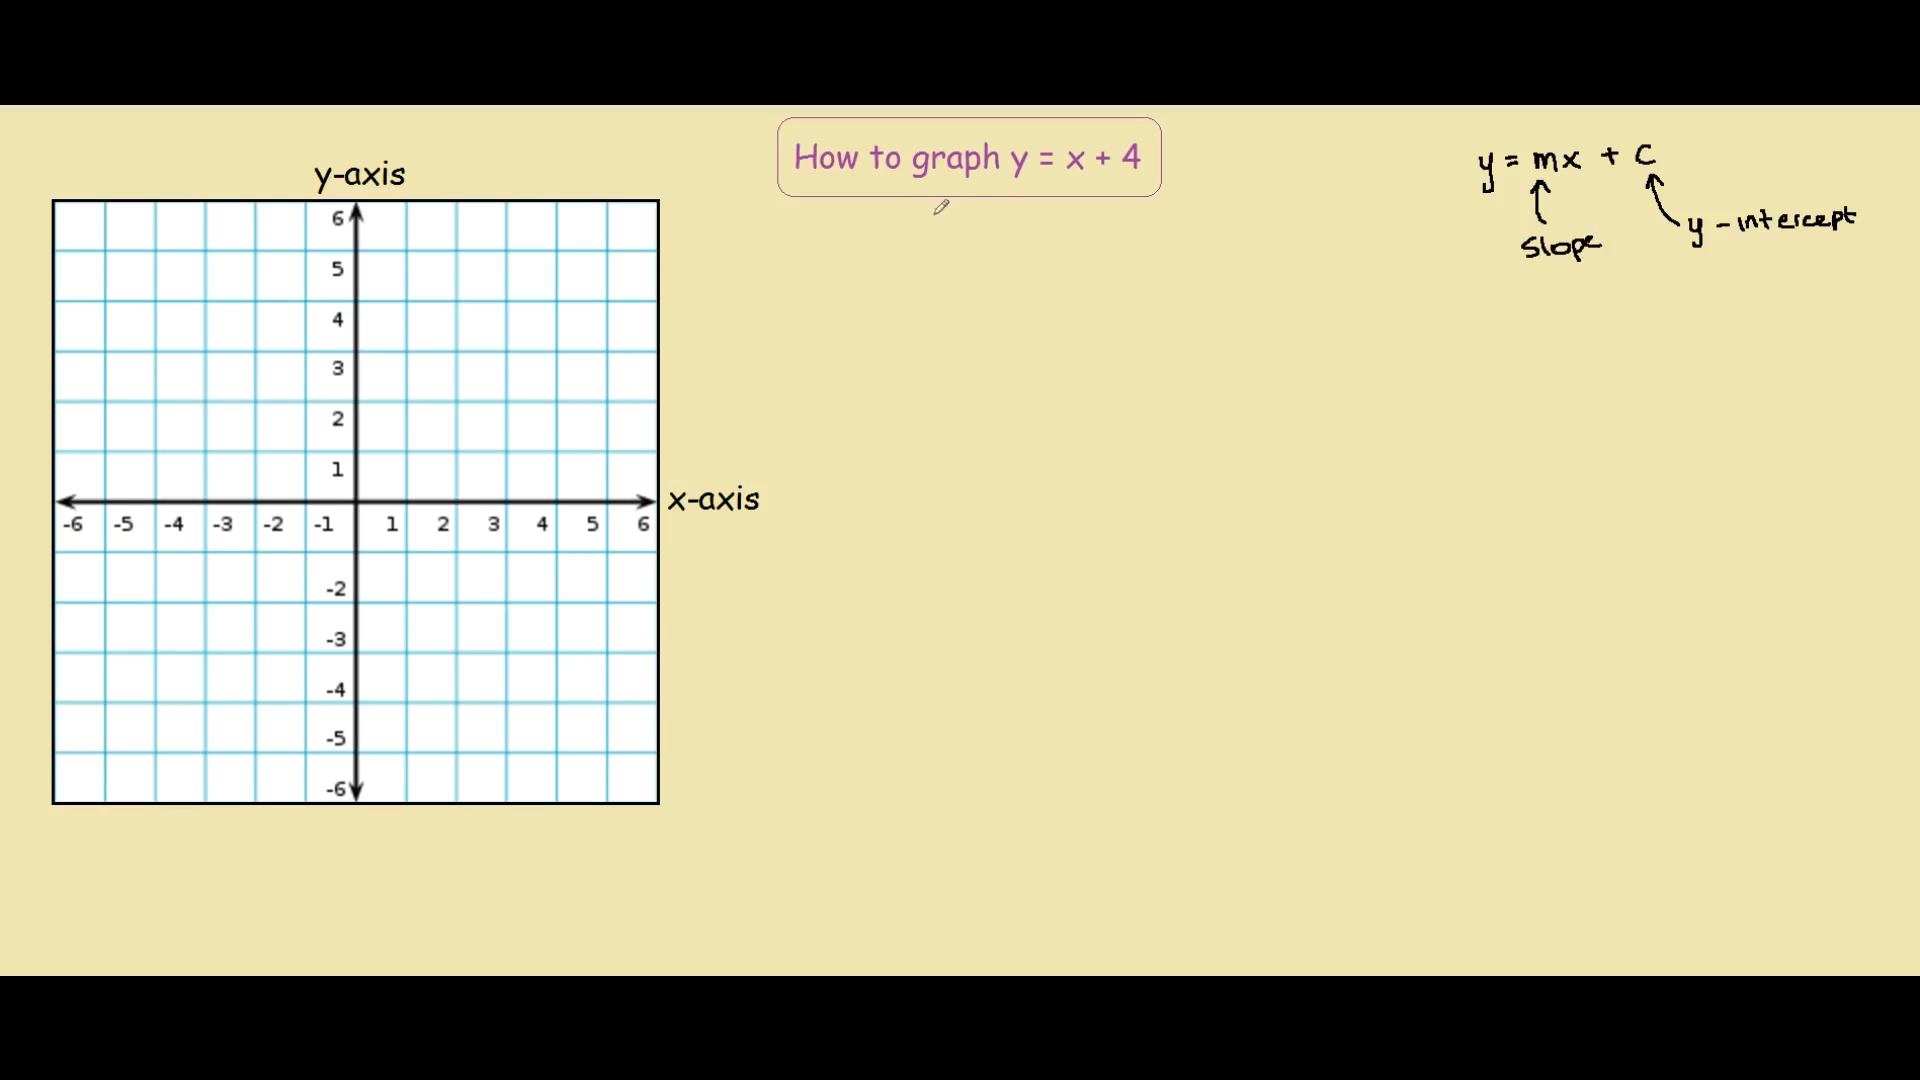 How to graph y = x + 4
y = mx + c
slope
y - intercept
y-axis
6
5
4
3
2
1
x-axis
-6 -5 -4 -3 -2 -1 1 2 3 4 5 6
-2
-3
-4
-5
-6